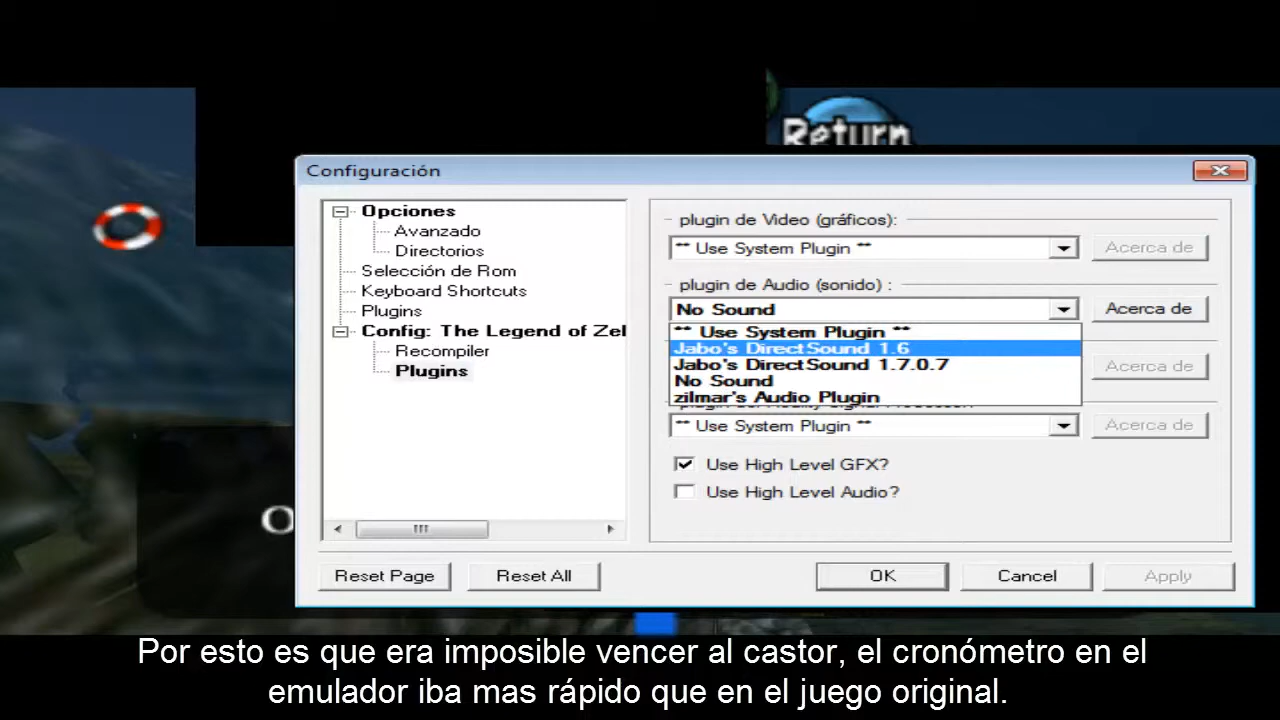 Return
Configuración
Opciones
Avanzado
Directorios
Selección de Rom
Keyboard Shortcuts
Plugins
Config: The Legend of Zel
Recompiler
Plugins
Reset Page
Reset All
plugin de Video (gráficos):
** Use System Plugin **
Acerca de
plugin de Audio (sonido) :
No Sound
Acerca de
** Use System Plugin **
Jabo's DirectSound 1.6
Jabo's DirectSound 1.7.0.7
No Sound
zilmar's Audio Plugin
Acerca de
** Use System Plugin **
Acerca de
Use High Level GFX?
Use High Level Audio?
OK
Cancel
Apply
O
Por esto es que era imposible vencer al castor, el cronómetro en el
emulador iba mas rápido que en el juego original.